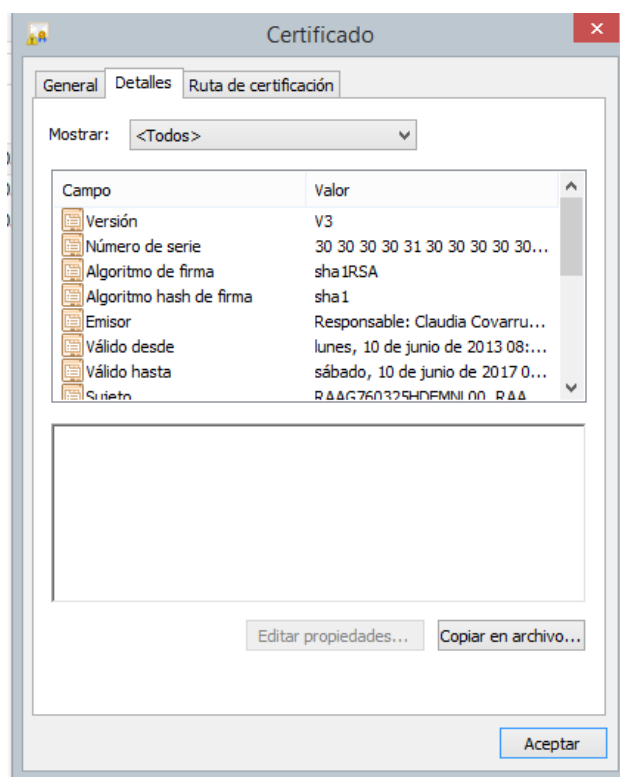 Certificado
General Detalles Ruta de certificación
Mostrar: <Todos>
Campo Valor
Versión V3
Número de serie 30 30 30 30 31 30 30 30 30 30...
Algoritmo de firma sha1RSA
Algoritmo hash de firma sha1
Emisor Responsable: Claudia Covarru...
Válido desde lunes, 10 de junio de 2013 08:...
Válido hasta sábado, 10 de junio de 2017 0...
Sujeto
Editar propiedades... Copiar en archivo...
Aceptar